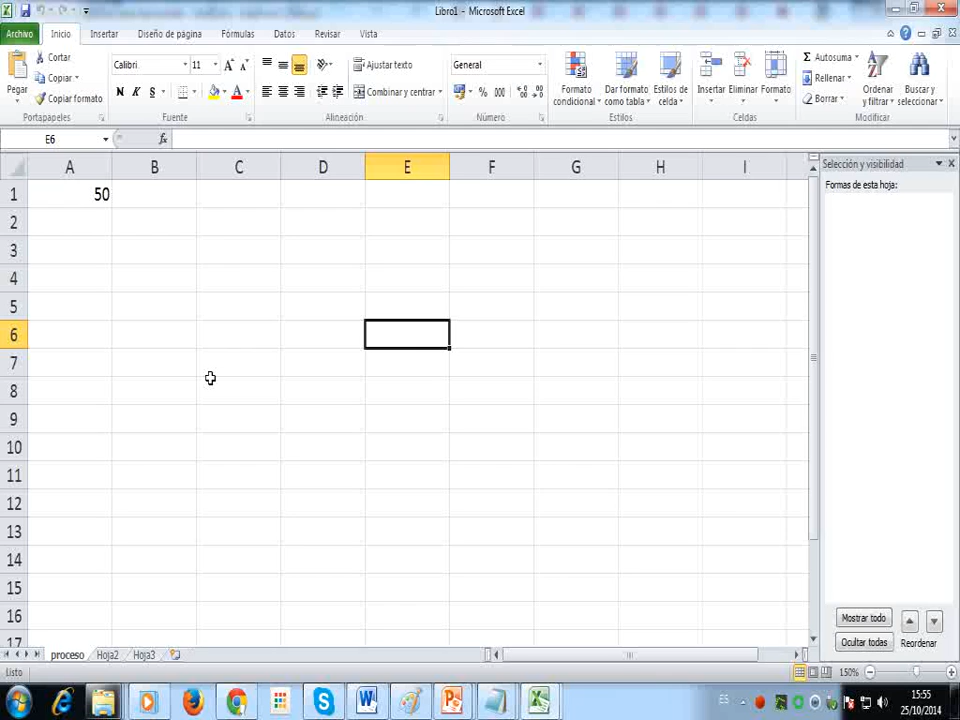 Libro1 - Microsoft Excel
Archivo Inicio Insertar Diseño de página Fórmulas Datos Revisar Vista
Pegar
Cortar
Copiar
Copiar formato
Portapapeles
Calibri 11
N K S A
Fuente
Ajustar texto
Combinar y centrar
Alineación
General
% 000
Número
Formato condicional
Dar formato como tabla
Estilos de celda
Estilos
Insertar Eliminar Formato
Celdas
Autosuma
Rellenar
Borrar
Ordenar y filtrar
Buscar y seleccionar
Modificar
E6 fx
A B C D E F G H I
1 50
2
3
4
5
6
7
8
9
10
11
12
13
14
15
16
17
Selección y visibilidad
Formas de esta hoja:
Mostrar todo
Ocultar todas
Reordenar
proceso Hoja2 Hoja3
Listo 150%
ES 15:55
25/10/2014